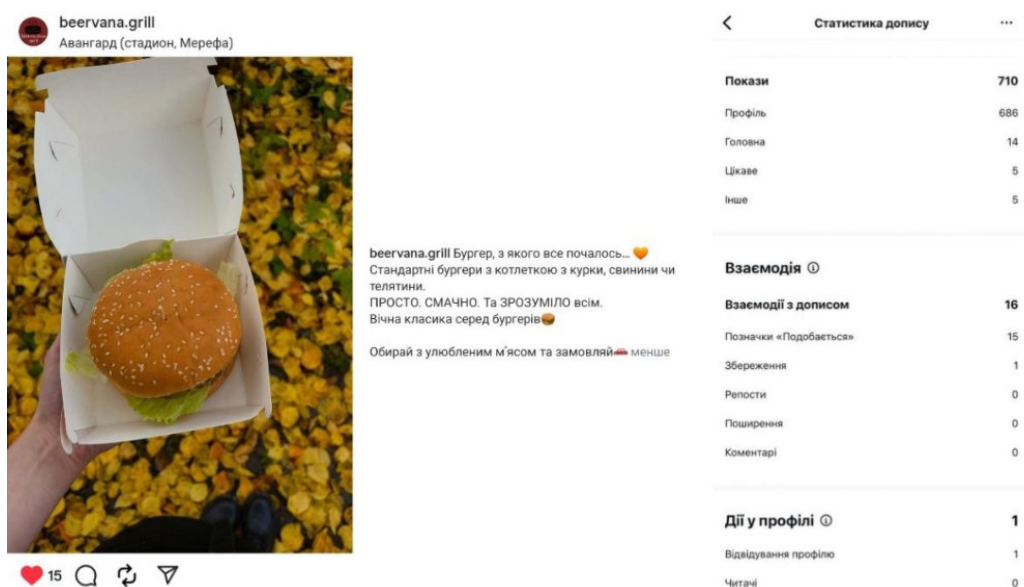 beervana.grill
Авангард (стадион, Мерефа)
15
beervana.grill Бургер, з якого все почалось... 🧡
Стандартні бургери з котлеткою з курки, свинини чи
телятини.
ПРОСТО. СМАЧНО. Та ЗРОЗУМІЛО всім.
Вічна класика серед бургерів🍔
Обирай з улюбленим м'ясом та замовляй🚗 менше
Статистика допису
Покази 710
Профіль 686
Головна 14
Цікаве 5
Інше 5
Взаємодія
Взаємодії з дописом 16
Позначки «Подобається» 15
Збереження 1
Репости 0
Поширення 0
Коментарі 0
Дії у профілі 1
Відвідування профілю 1
Читачі 0